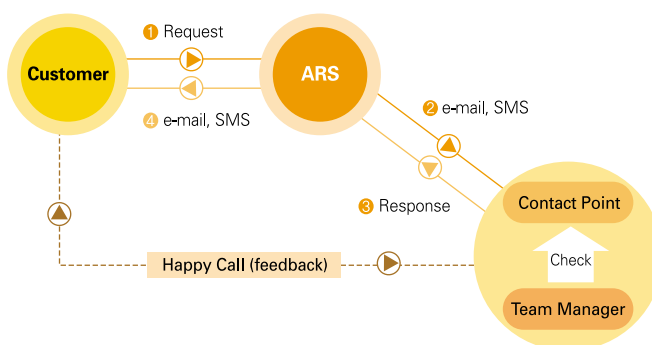 1 Request
Customer
ARS
4 e-mail, SMS
2 e-mail, SMS
3 Response
Contact Point
Happy Call (feedback)
Check
Team Manager